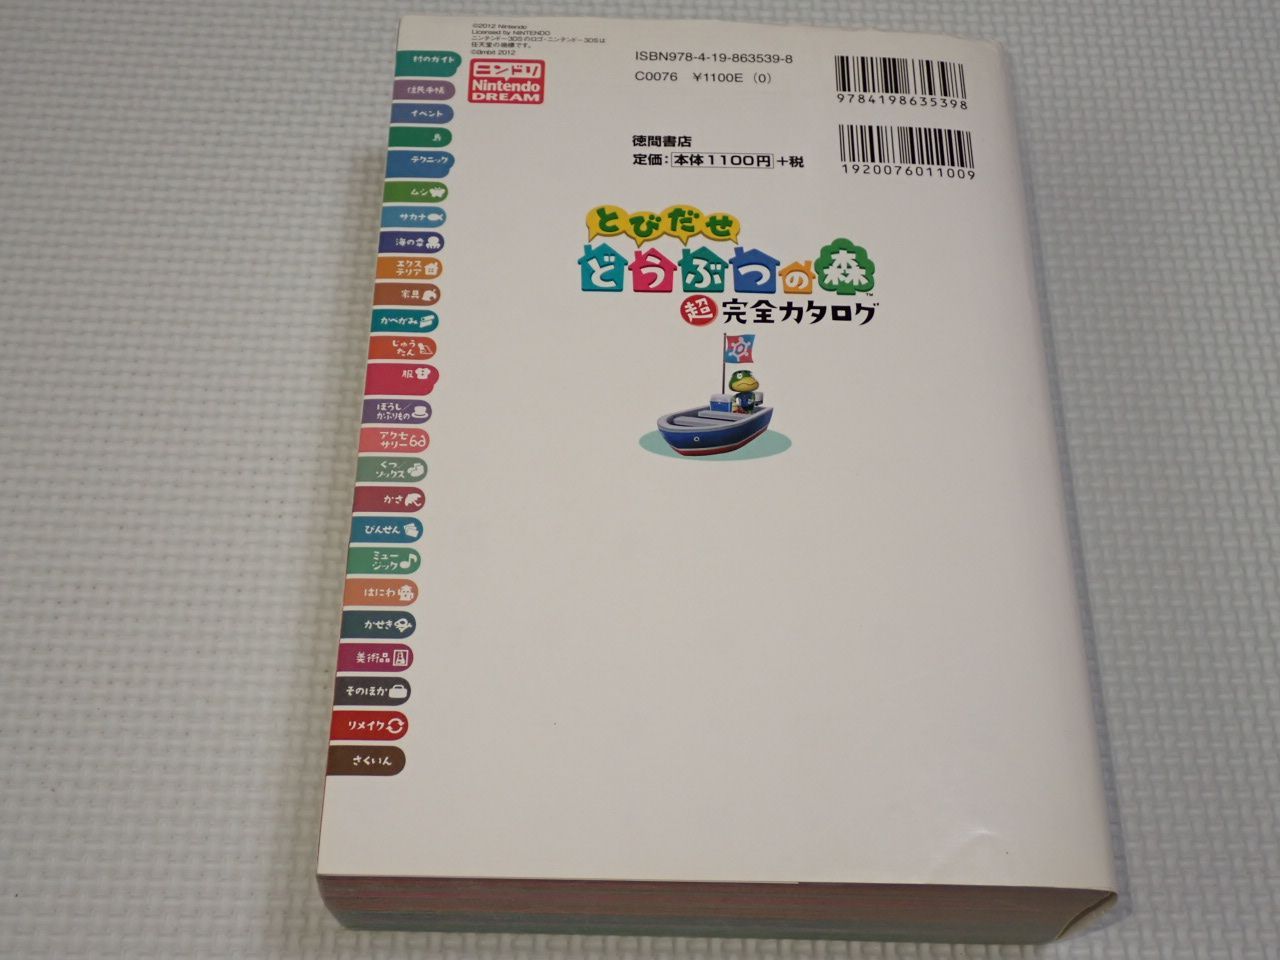 ©2012 Nintendo
Licensed by NINTENDO
ニンテンドー3DSのロゴ・ニンテンドー3DSは
任天堂の商標です。
©8mbit 2012
ニンドリ
Nintendo
DREAM
ISBN978-4-19-863539-8
C0076 ¥1100E (0)
9784198635398
徳間書店
定価:本体1100円+税
1920076011009
とびだせ
どうぶつの森™
超完全カタログ
村のガイド
住民手帳
イベント
島
テクニック
ムシ
サカナ
海の幸
エクス
テリア
家具
かべがみ
じゅう
たん
服
ぼうし/
かぶりもの
アクセ
サリー
くつ/
ソックス
かさ
びんせん
ミュー
ジック
はにわ
かせき
美術品
そのほか
リメイク
さくいん